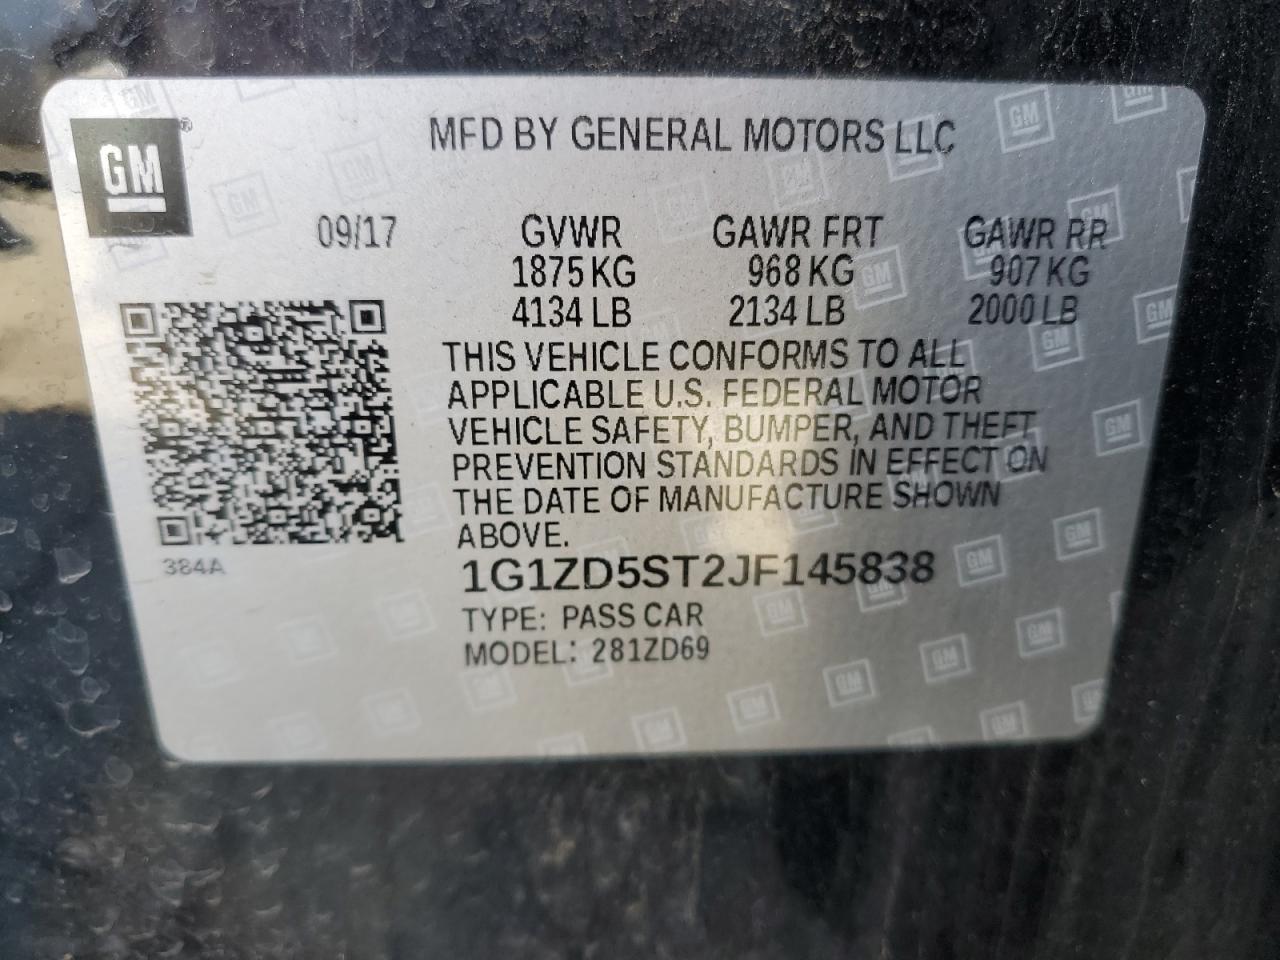 GM ®
MFD BY GENERAL MOTORS LLC
09/17 GVWR GAWR FRT GAWR RR
1875 KG 968 KG 907 KG
4134 LB 2134 LB 2000 LB
THIS VEHICLE CONFORMS TO ALL
APPLICABLE U.S. FEDERAL MOTOR
VEHICLE SAFETY, BUMPER, AND THEFT
PREVENTION STANDARDS IN EFFECT ON
THE DATE OF MANUFACTURE SHOWN
ABOVE.
384A
1G1ZD5ST2JF145838
TYPE: PASS CAR
MODEL: 281ZD69